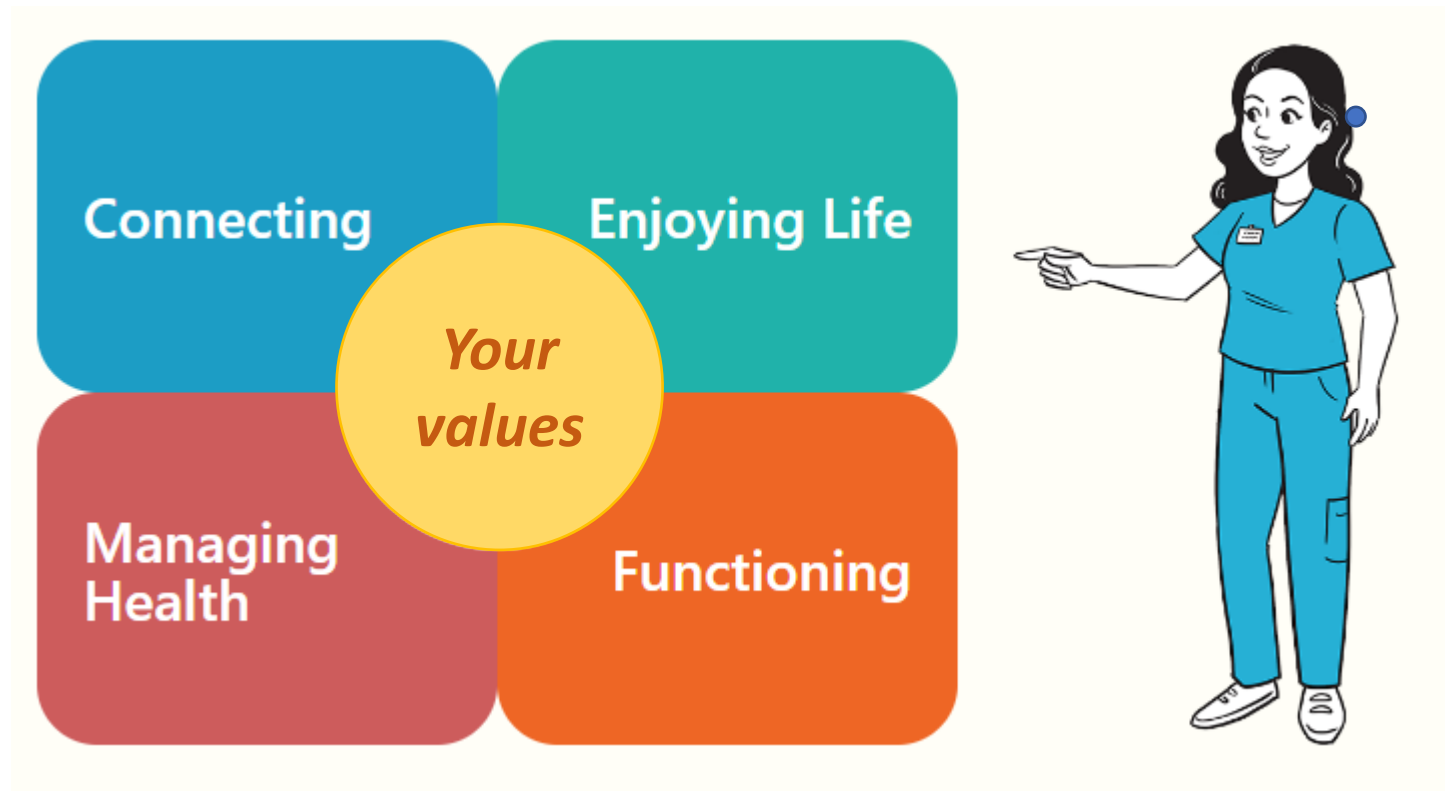 Connecting
Enjoying Life
Your
values
Managing
Health
Functioning